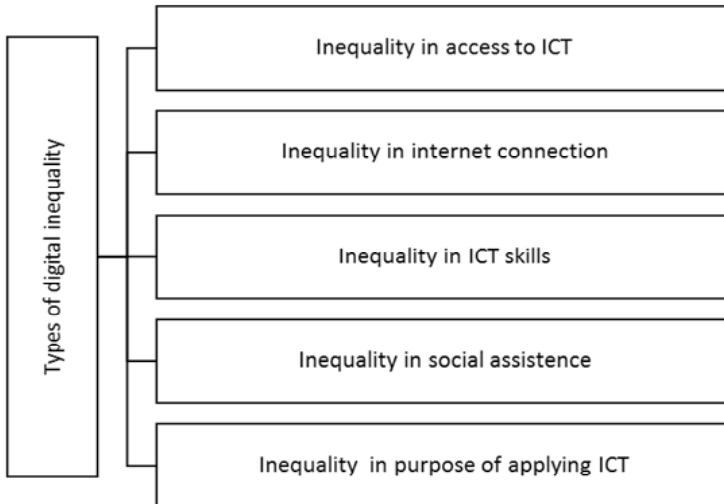 Types of digital inequality
Inequality in access to ICT
Inequality in internet connection
Inequality in ICT skills
Inequality in social assistence
Inequality  in purpose of applying ICT